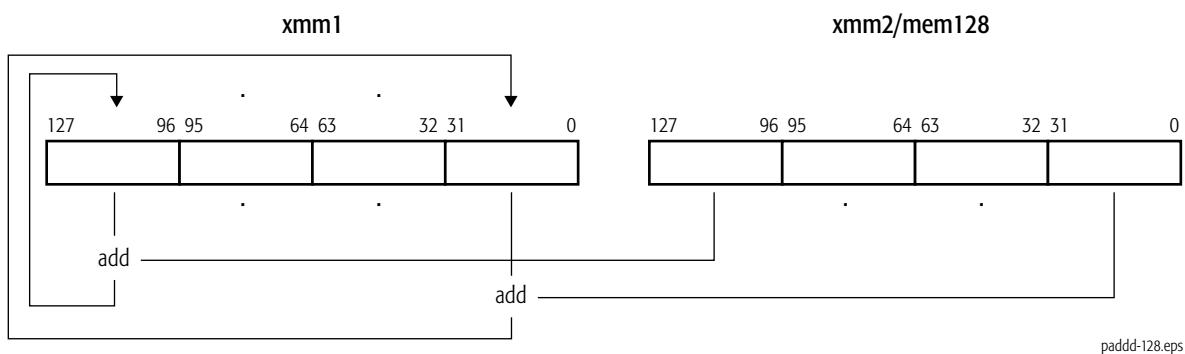 xmm1 xmm2/mem128
. .
127 96 95 64 63 32 31 0 127 96 95 64 63 32 31 0
. . . .
add
add
paddd-128.eps